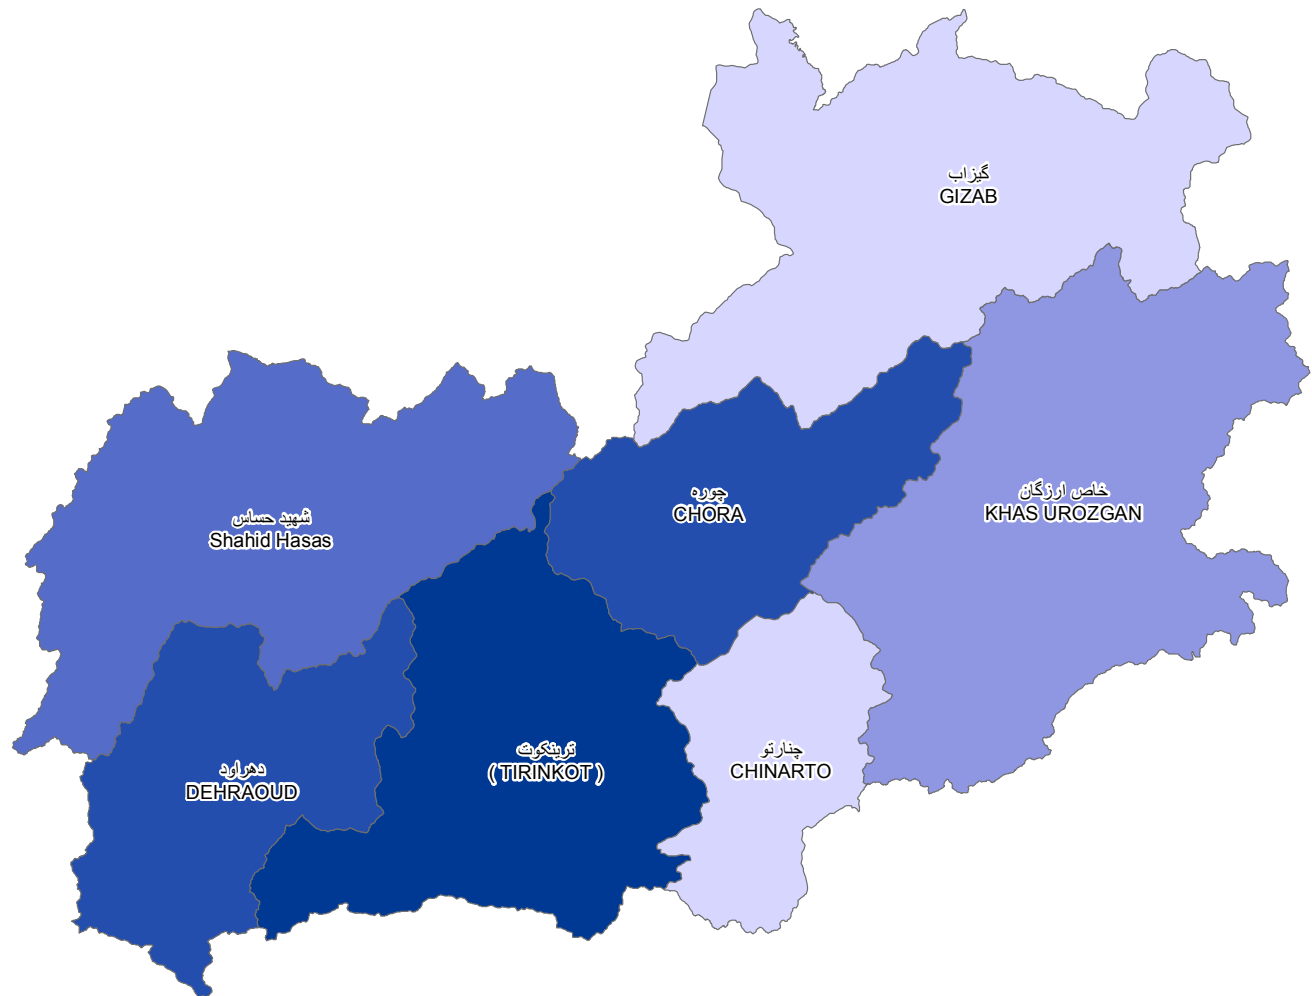 گیزاب
GIZAB
خاص ارزگان
KHAS UROZGAN
چوره
CHORA
شهید حساس
Shahid Hasas
ترینکوت
( TIRINKOT )
چنارتو
CHINARTO
دهراود
DEHRAOUD